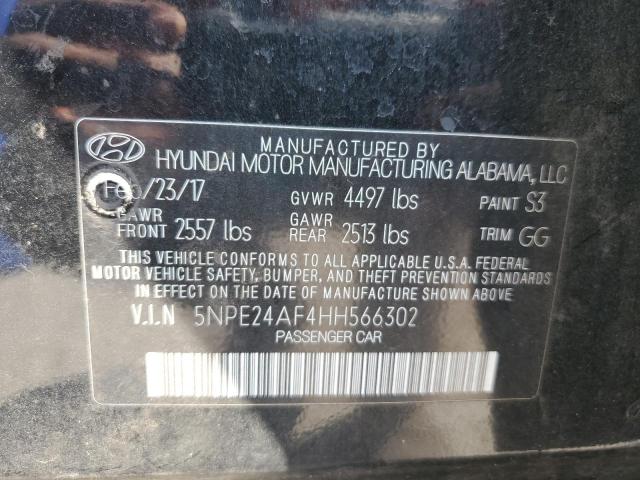 MANUFACTURED BY
HYUNDAI MOTOR MANUFACTURING ALABAMA, LLC
Feb/23/17 GVWR 4497 lbs PAINT S3
GAWR FRONT 2557 lbs GAWR REAR 2513 lbs TRIM GG
THIS VEHICLE CONFORMS TO ALL APPLICABLE U.S.A. FEDERAL
MOTOR VEHICLE SAFETY, BUMPER, AND THEFT PREVENTION STANDARDS
IN EFFECT ON THE DATE OF MANUFACTURE SHOWN ABOVE.
V.I.N 5NPE24AF4HH566302
PASSENGER CAR